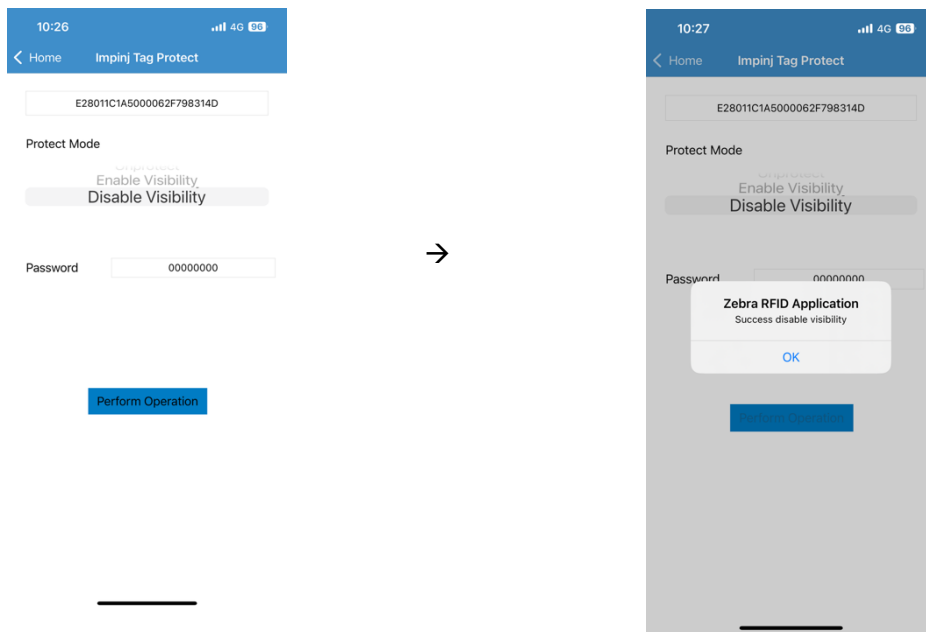 10:26 4G 96
Home Impinj Tag Protect
E28011C1A5000062F798314D
Protect Mode
Unprotect
Enable Visibility
Disable Visibility
Password 00000000
Perform Operation
→
10:27 4G 96
Home Impinj Tag Protect
E28011C1A5000062F798314D
Protect Mode
Unprotect
Enable Visibility
Disable Visibility
Password 00000000
Zebra RFID Application
Success disable visibility
OK
Perform Operation